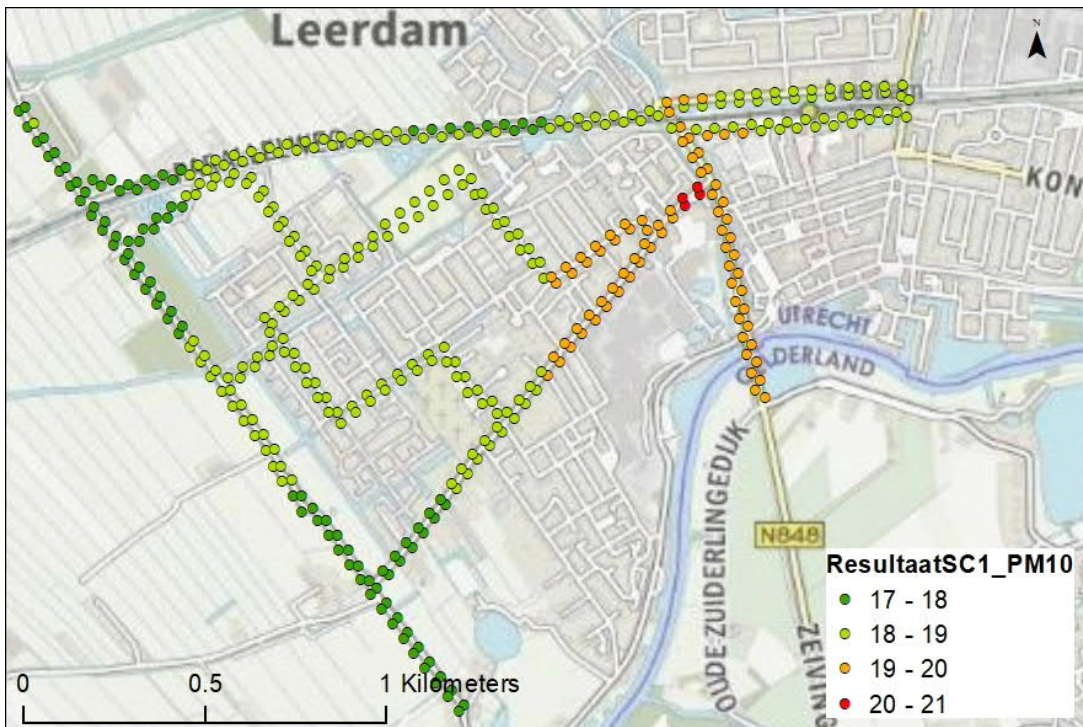 Leerdam
N
KON
UTRECHT
GELDERLAND
OUDE-ZUIDERLINGEDIJK
N848
ZEIVING
ResultaatSC1_PM10
17 - 18
18 - 19
19 - 20
20 - 21
0 0.5 1 Kilometers